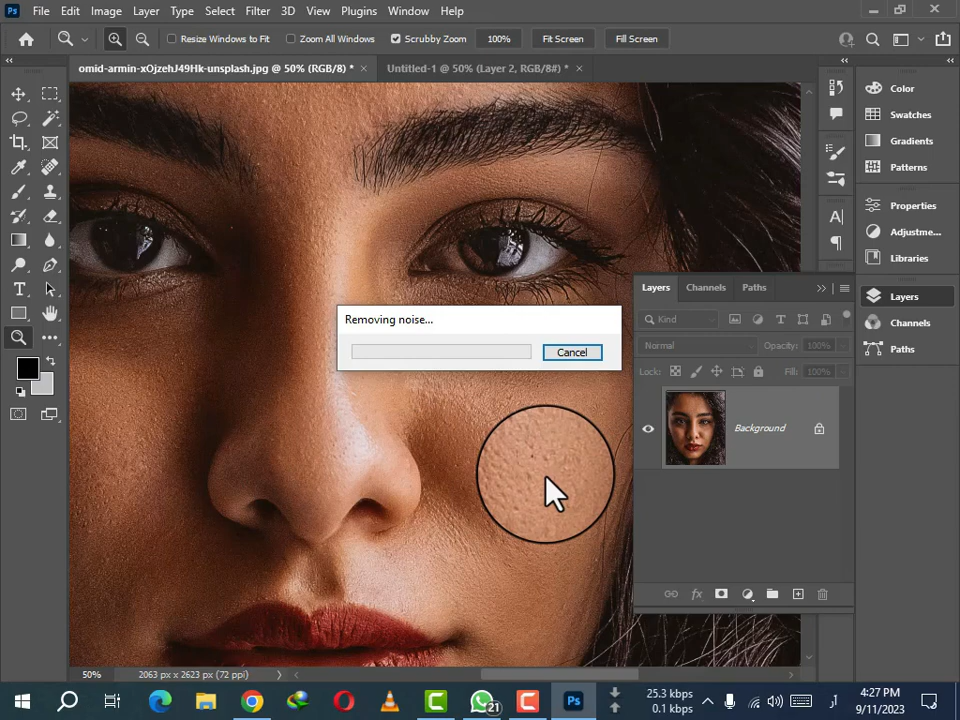 Ps File Edit Image Layer Type Select Filter 3D View Plugins Window Help
Resize Windows to Fit Zoom All Windows Scrubby Zoom 100% Fit Screen Fill Screen
omid-armin-xOjzehJ49Hk-unsplash.jpg @ 50% (RGB/8) * × Untitled-1 @ 50% (Layer 2, RGB/8#) * ×
Color
Swatches
Gradients
Patterns
Properties
Adjustme...
Libraries
Layers
Channels
Paths
Removing noise...
Cancel
Layers Channels Paths
Kind
Normal Opacity: 100%
Lock: Fill: 100%
Background
fx
50% 2063 px x 2623 px (72 ppi)
21
Ps
25.3 kbps
0.1 kbps
4:27 PM
9/11/2023